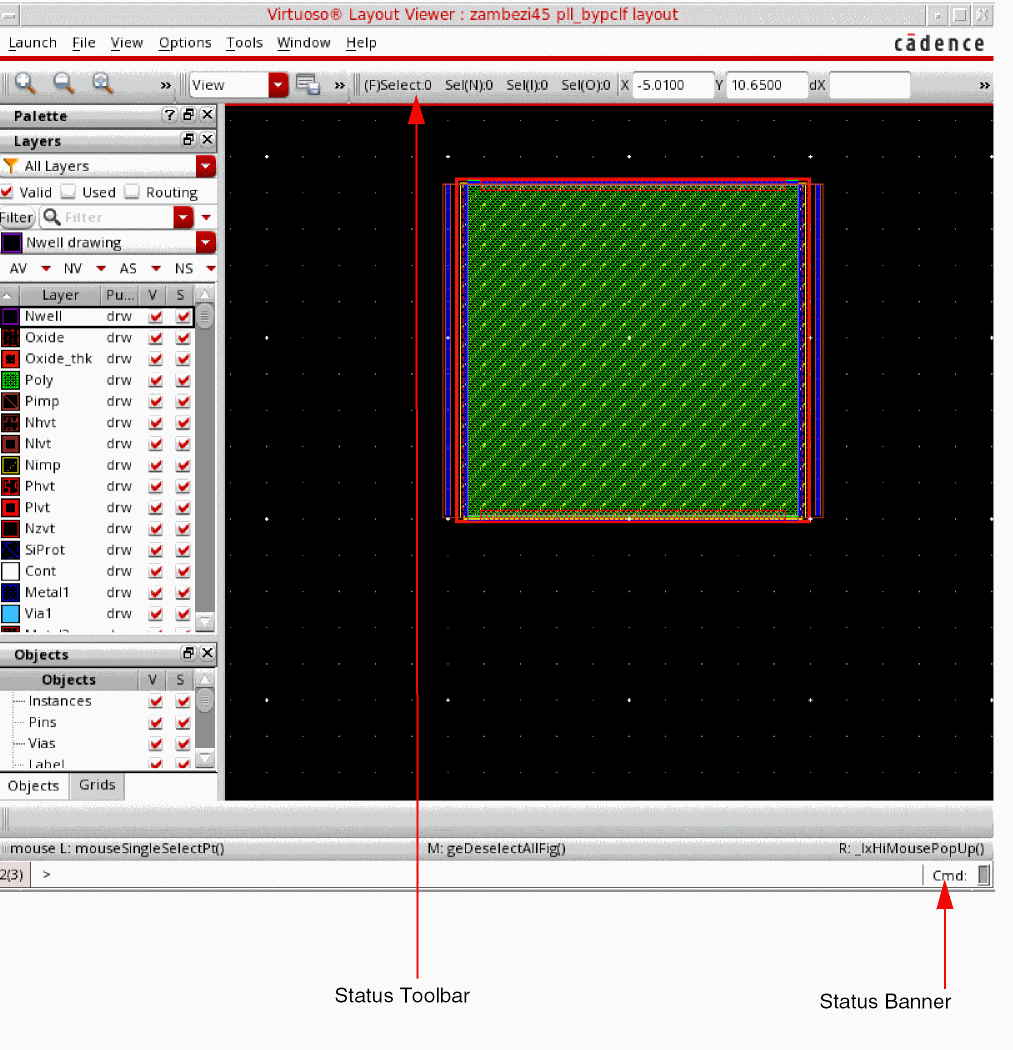 Virtuoso® Layout Viewer : zambezi45 pll_bypclf layout
Launch File View Options Tools Window Help
cādence
» View » (F)Select:0 Sel(N):0 Sel(I):0 Sel(O):0 X -5.0100 Y 10.6500 dX »
Palette ?
Layers
All Layers
Valid Used Routing
Filter Filter
Nwell drawing
AV NV AS NS
Layer Pu... V S
Nwell drw
Oxide drw
Oxide_thk drw
Poly drw
Pimp drw
Nhvt drw
Nlvt drw
Nimp drw
Phvt drw
Plvt drw
Nzvt drw
SiProt drw
Cont drw
Metal1 drw
Via1 drw
Objects
Objects V S
Instances
Pins
Vias
Label
Objects Grids
mouse L: mouseSingleSelectPt() M: geDeselectAllFig() R: _lxHiMousePopUp()
2(3) > Cmd:
Status Toolbar
Status Banner